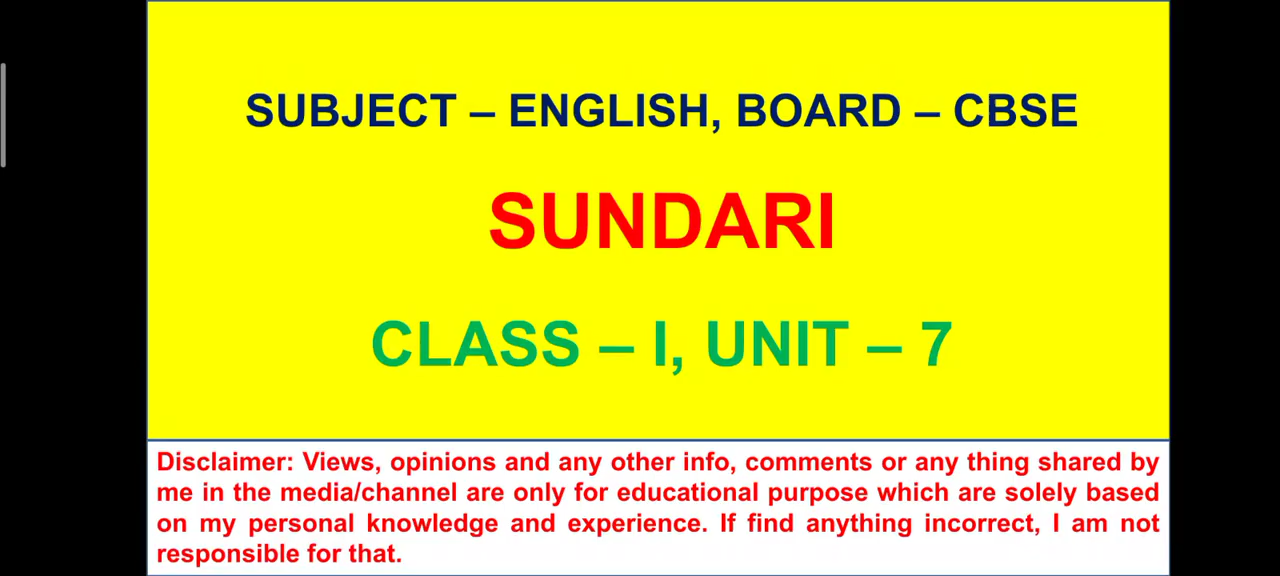 SUBJECT – ENGLISH, BOARD – CBSE
SUNDARI
CLASS – I, UNIT – 7
Disclaimer: Views, opinions and any other info, comments or any thing shared by
me in the media/channel are only for educational purpose which are solely based
on my personal knowledge and experience. If find anything incorrect, I am not
responsible for that.